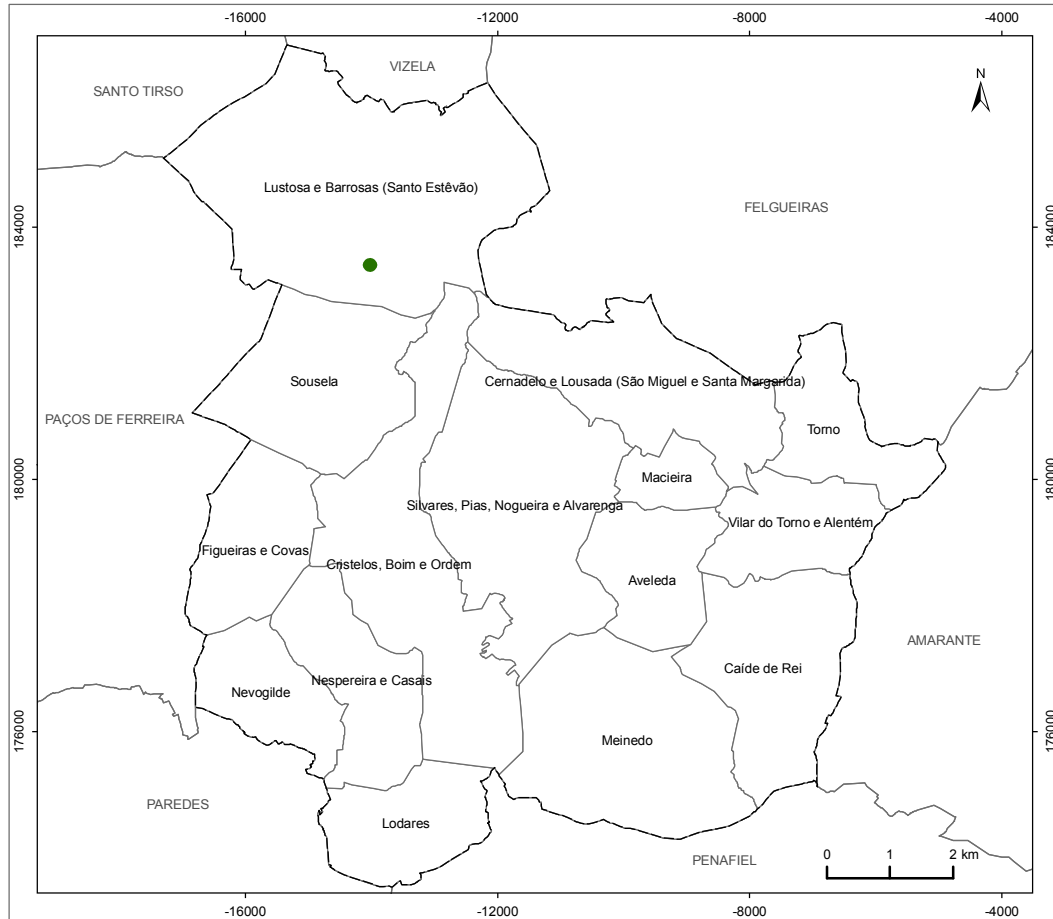 -16000
-12000
-8000
-4000
VIZELA
SANTO TIRSO
N
Lustosa e Barrosas (Santo Estêvão)
FELGUEIRAS
184000
184000
Sousela
Cernadelo e Lousada (São Miguel e Santa Margarida)
PAÇOS DE FERREIRA
Torno
Macieira
180000
180000
Silvares, Pias, Nogueira e Alvarenga
Vilar do Torno e Alentém
Figueiras e Covas
Cristelos, Boim e Ordem
Aveleda
AMARANTE
Caíde de Rei
Nespereira e Casais
Nevogilde
Meinedo
176000
176000
PAREDES
Lodares
PENAFIEL
0 1 2 km
-16000
-12000
-8000
-4000